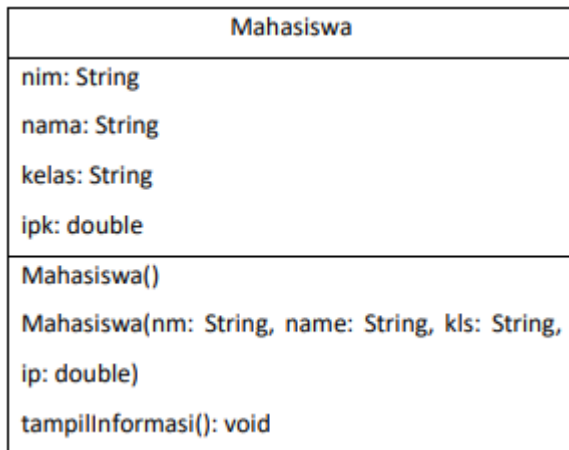 Mahasiswa
nim: String
nama: String
kelas: String
ipk: double
Mahasiswa()
Mahasiswa(nm: String, name: String, kls: String,
ip: double)
tampilInformasi(): void